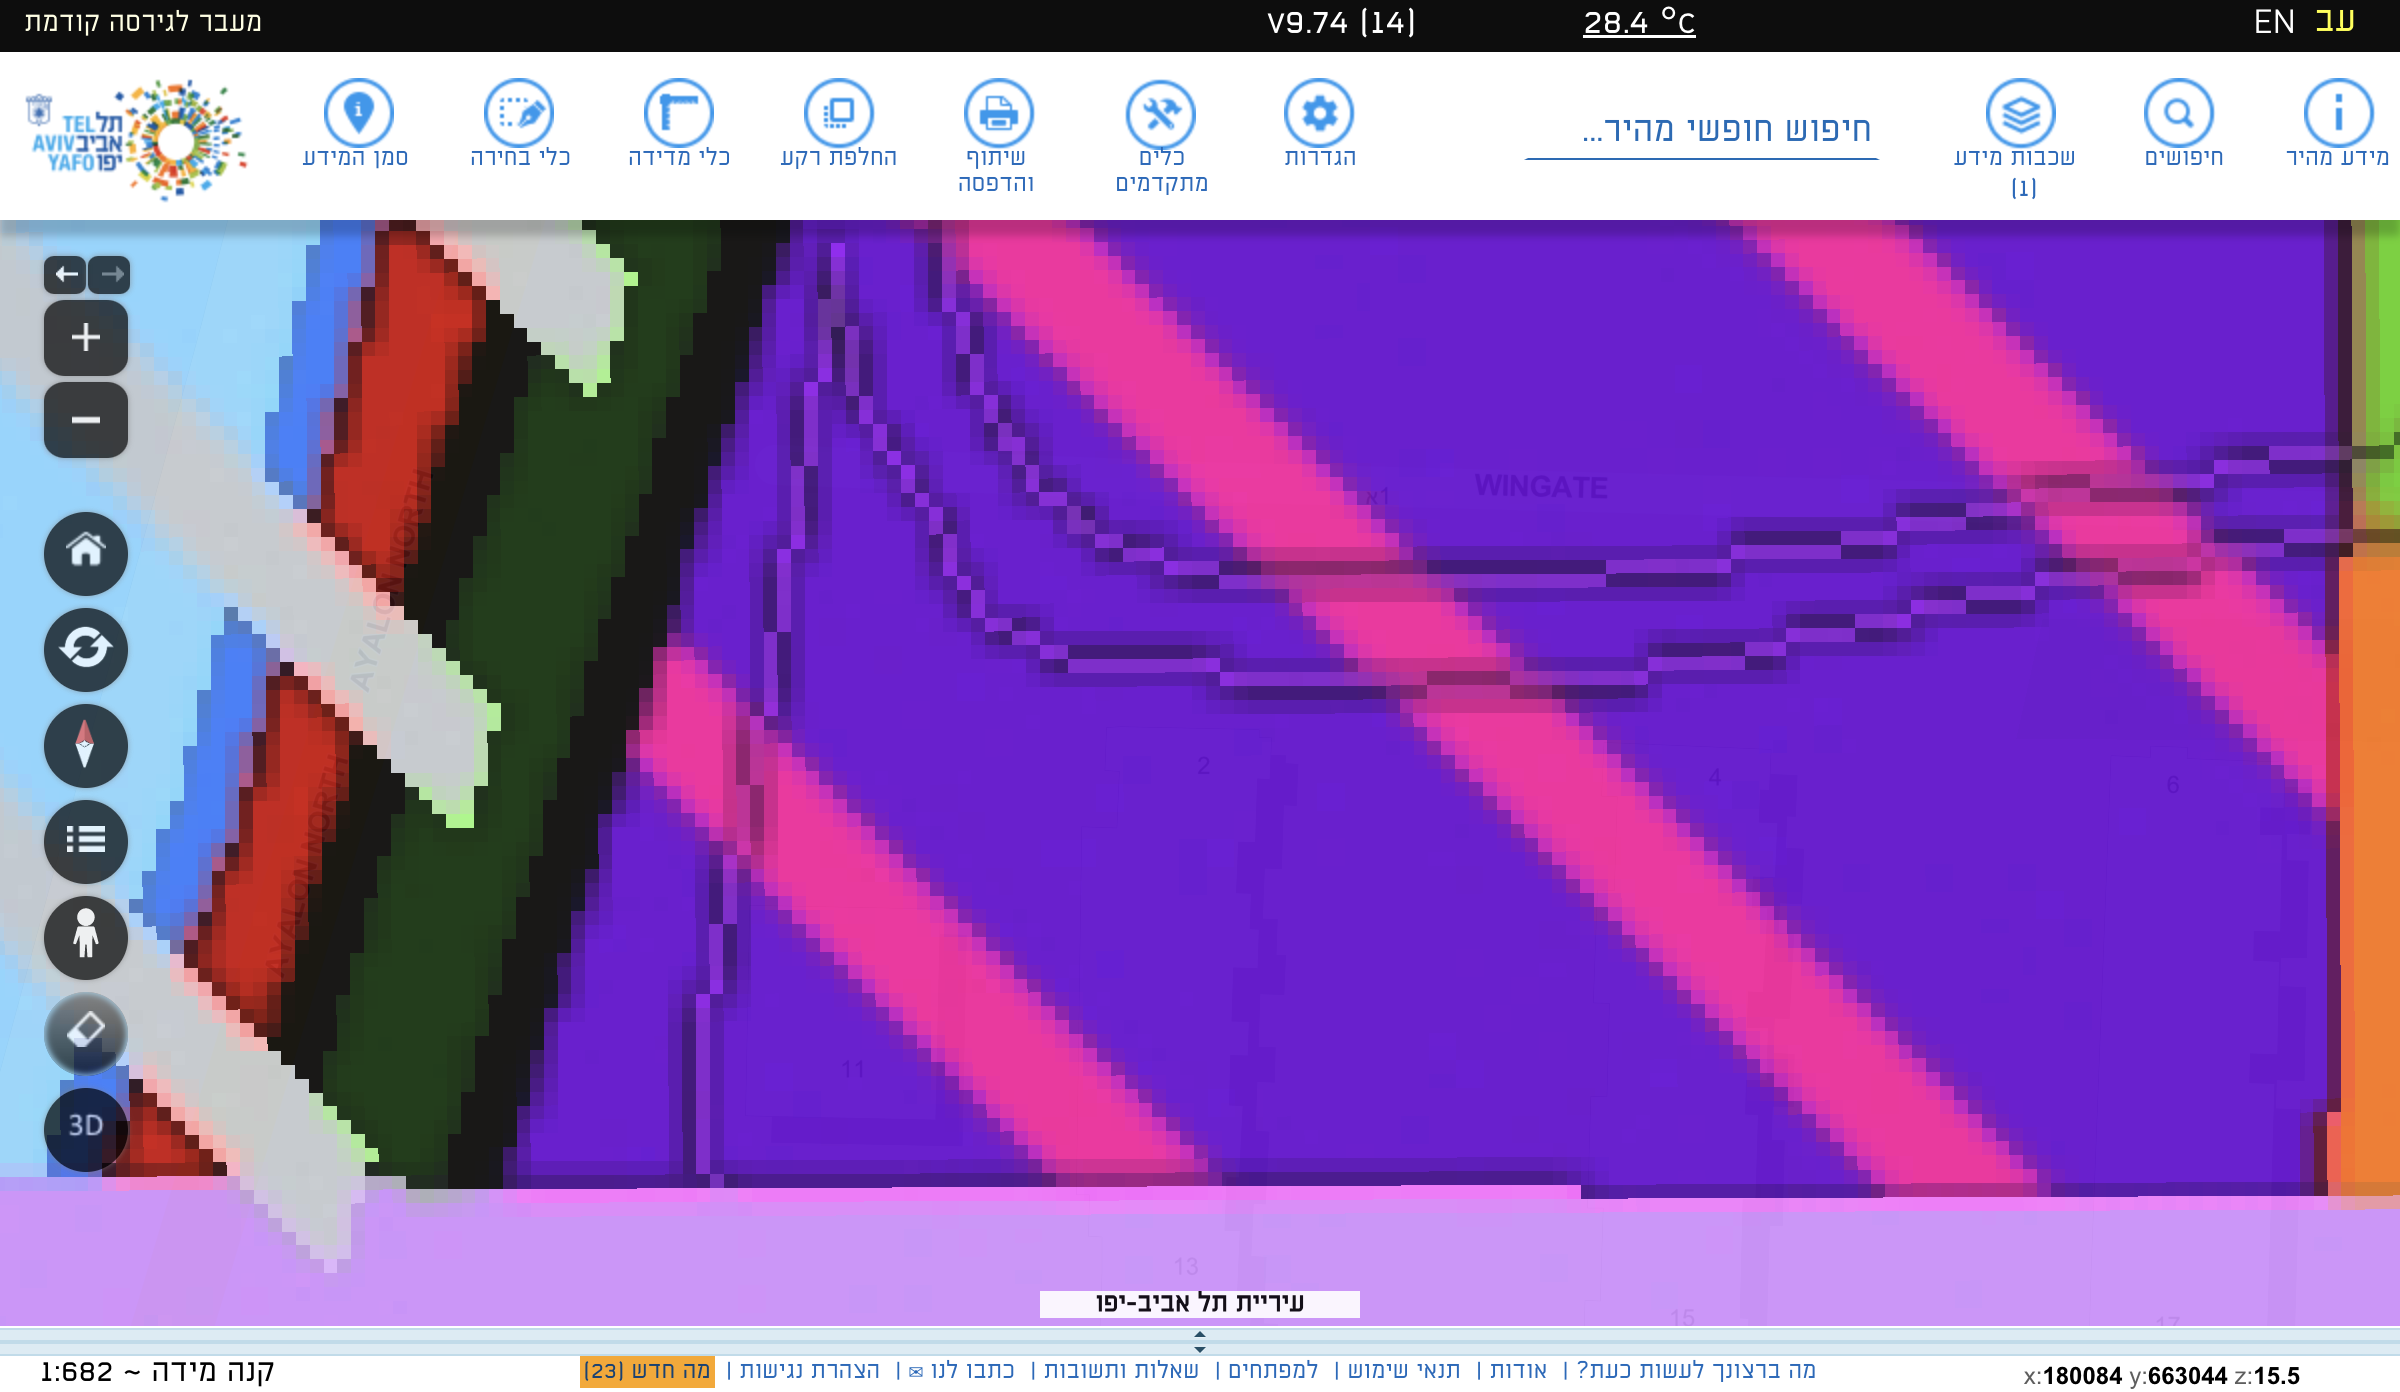 עב EN
28.4 °C
V9.74 (14)
מעבר לגירסה קודמת
מידע מהיר
חיפושים
שכבות מידע
(1)
חיפוש חופשי מהיר...
הגדרות
כלים
מתקדמים
שיתוף
והדפסה
החלפת רקע
כלי מדידה
כלי בחירה
סמן המידע
תל
אביב
יפו
TEL
AVIV
YAFO
AYALON NORTH
א1
WINGATE
2
4
6
AYALON NORTH
11
3D
13
15
17
עיריית תל אביב-יפו
מה ברצונך לעשות כעת? | אודות | תנאי שימוש | למפתחים | שאלות ותשובות | כתבו לנו ✉ | הצהרת נגישות | מה חדש (23)
קנה מידה ~ 1:682
x:180084 y:663044 z:15.5